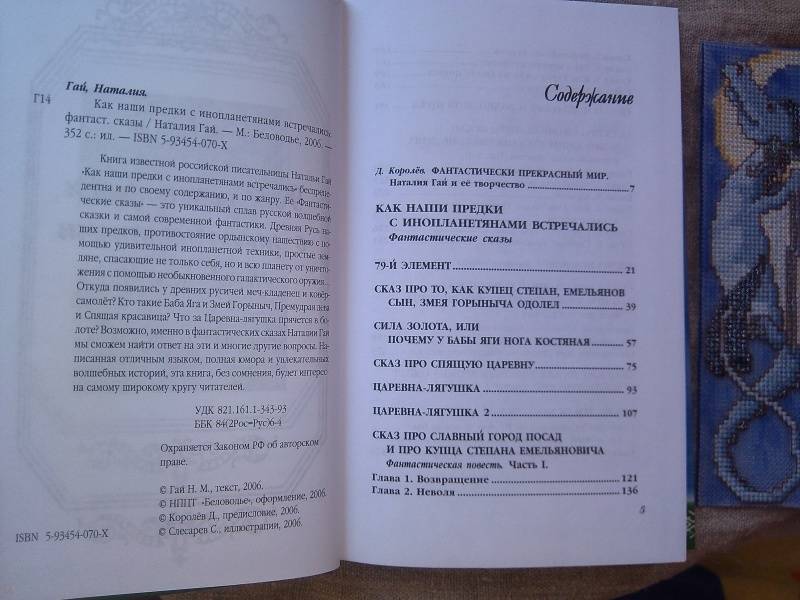 Гай, Наталия.
Г14
Как наши предки с инопланетянами встречались:
фантаст. сказы / Наталия Гай. — М.: Беловодье, 2006. —
352 с.: ил. — ISBN 5-93454-070-X
Книга известной российской писательницы Натальи Гай
«Как наши предки с инопланетянами встречались» беспреце-
дентна и по своему содержанию, и по жанру. Ее «Фантасти-
ческие сказы» — это уникальный сплав русской волшебной
сказки и самой современной фантастики. Древняя Русь на-
ших предков, противостояние ордынскому нашествию с по-
мощью удивительной инопланетной техники, простые зем-
ляне, спасающие не только себя, но и всю планету от уничто-
жения с помощью необыкновенного галактического оружия...
Откуда появились у древних русичей меч-кладенец и ковёр-
самолёт? Кто такие Баба Яга и Змей Горыныч, Премудрая дева
и Спящая красавица? Что за Царевна-лягушка прячется в бо-
лоте? Возможно, именно в фантастических сказах Наталии Гай
мы сможем найти ответ на эти и многие другие вопросы. На-
писанная отличным языком, полная юмора и увлекательных
волшебных историй, эта книга, без сомнения, будет интересна
на самому широкому кругу читателей.
УДК 821.161.1-343-93
ББК 84(2Рос=Рус)6-4
Охраняется Законом РФ об авторском
праве.
© Гай Н. М., текст, 2006.
© НППТ «Беловодье», оформление, 2006.
© Королёв Д., предисловие, 2006.
© Слесарев С., иллюстрации, 2006.
ISBN 5-93454-070-X
Содержание
Д. Королёв. ФАНТАСТИЧЕСКИ ПРЕКРАСНЫЙ МИР.
Наталия Гай и её творчество ..... 7
КАК НАШИ ПРЕДКИ
С ИНОПЛАНЕТЯНАМИ ВСТРЕЧАЛИСЬ
Фантастические сказы
79-Й ЭЛЕМЕНТ ..... 21
СКАЗ ПРО ТО, КАК КУПЕЦ СТЕПАН, ЕМЕЛЬЯНОВ
СЫН, ЗМЕЯ ГОРЫНЫЧА ОДОЛЕЛ ..... 39
СИЛА ЗОЛОТА, ИЛИ
ПОЧЕМУ У БАБЫ ЯГИ НОГА КОСТЯНАЯ ..... 57
СКАЗ ПРО СПЯЩУЮ ЦАРЕВНУ ..... 75
ЦАРЕВНА-ЛЯГУШКА ..... 93
ЦАРЕВНА-ЛЯГУШКА 2 ..... 107
СКАЗ ПРО СЛАВНЫЙ ГОРОД ПОСАД
И ПРО КУПЦА СТЕПАНА ЕМЕЛЬЯНОВИЧА
Фантастическая повесть. Часть I.
Глава 1. Возвращение ..... 121
Глава 2. Неволя ..... 136
5